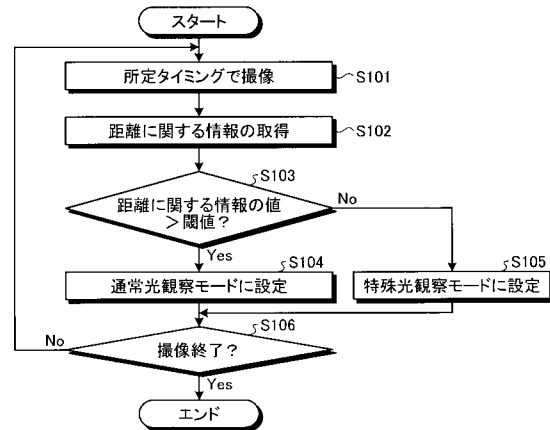 スタート
所定タイミングで撮像
S101
距離に関する情報の取得
S102
S103
距離に関する情報の値
＞閾値？
No
Yes
S104
通常光観察モードに設定
S105
特殊光観察モードに設定
S106
No
撮像終了？
Yes
エンド